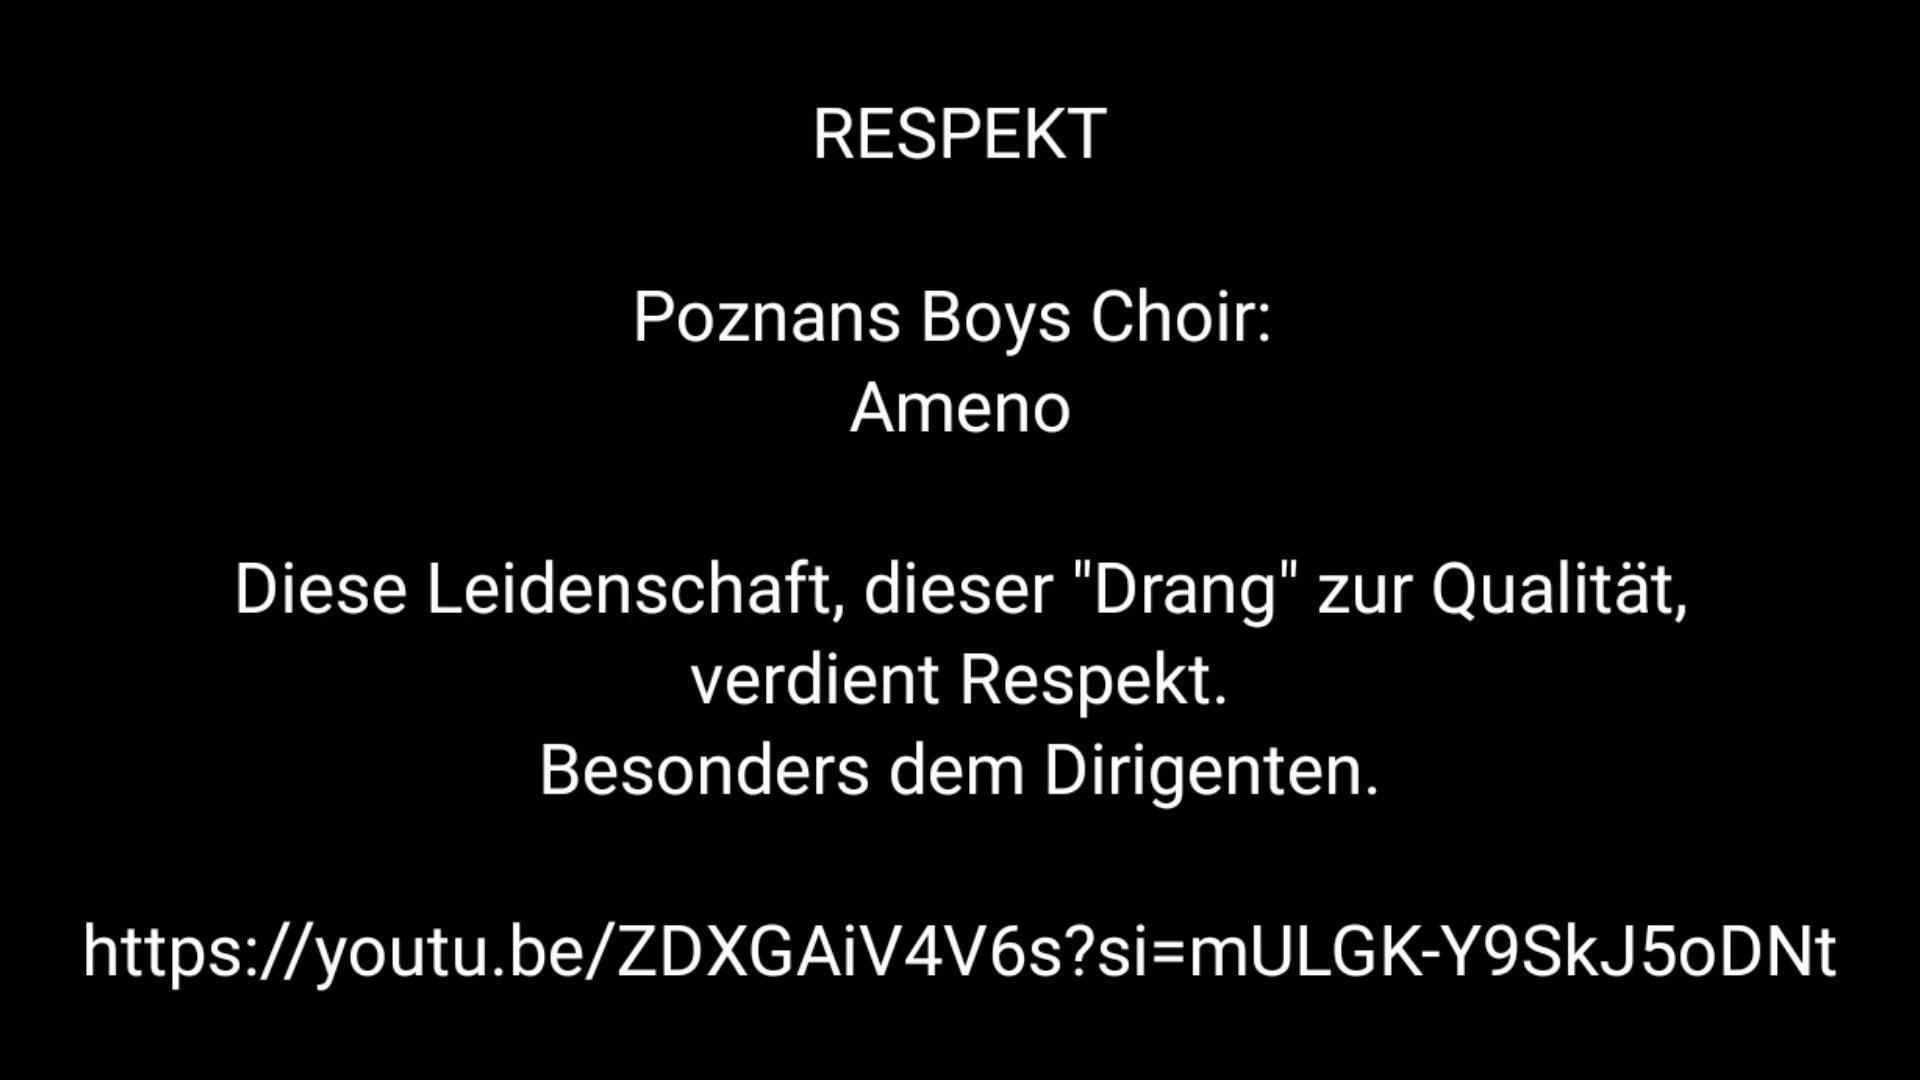 RESPEKT
Poznans Boys Choir:
Ameno
Diese Leidenschaft, dieser "Drang" zur Qualität,
verdient Respekt.
Besonders dem Dirigenten.
https://youtu.be/ZDXGAiV4V6s?si=mULGK-Y9SkJ5oDNt